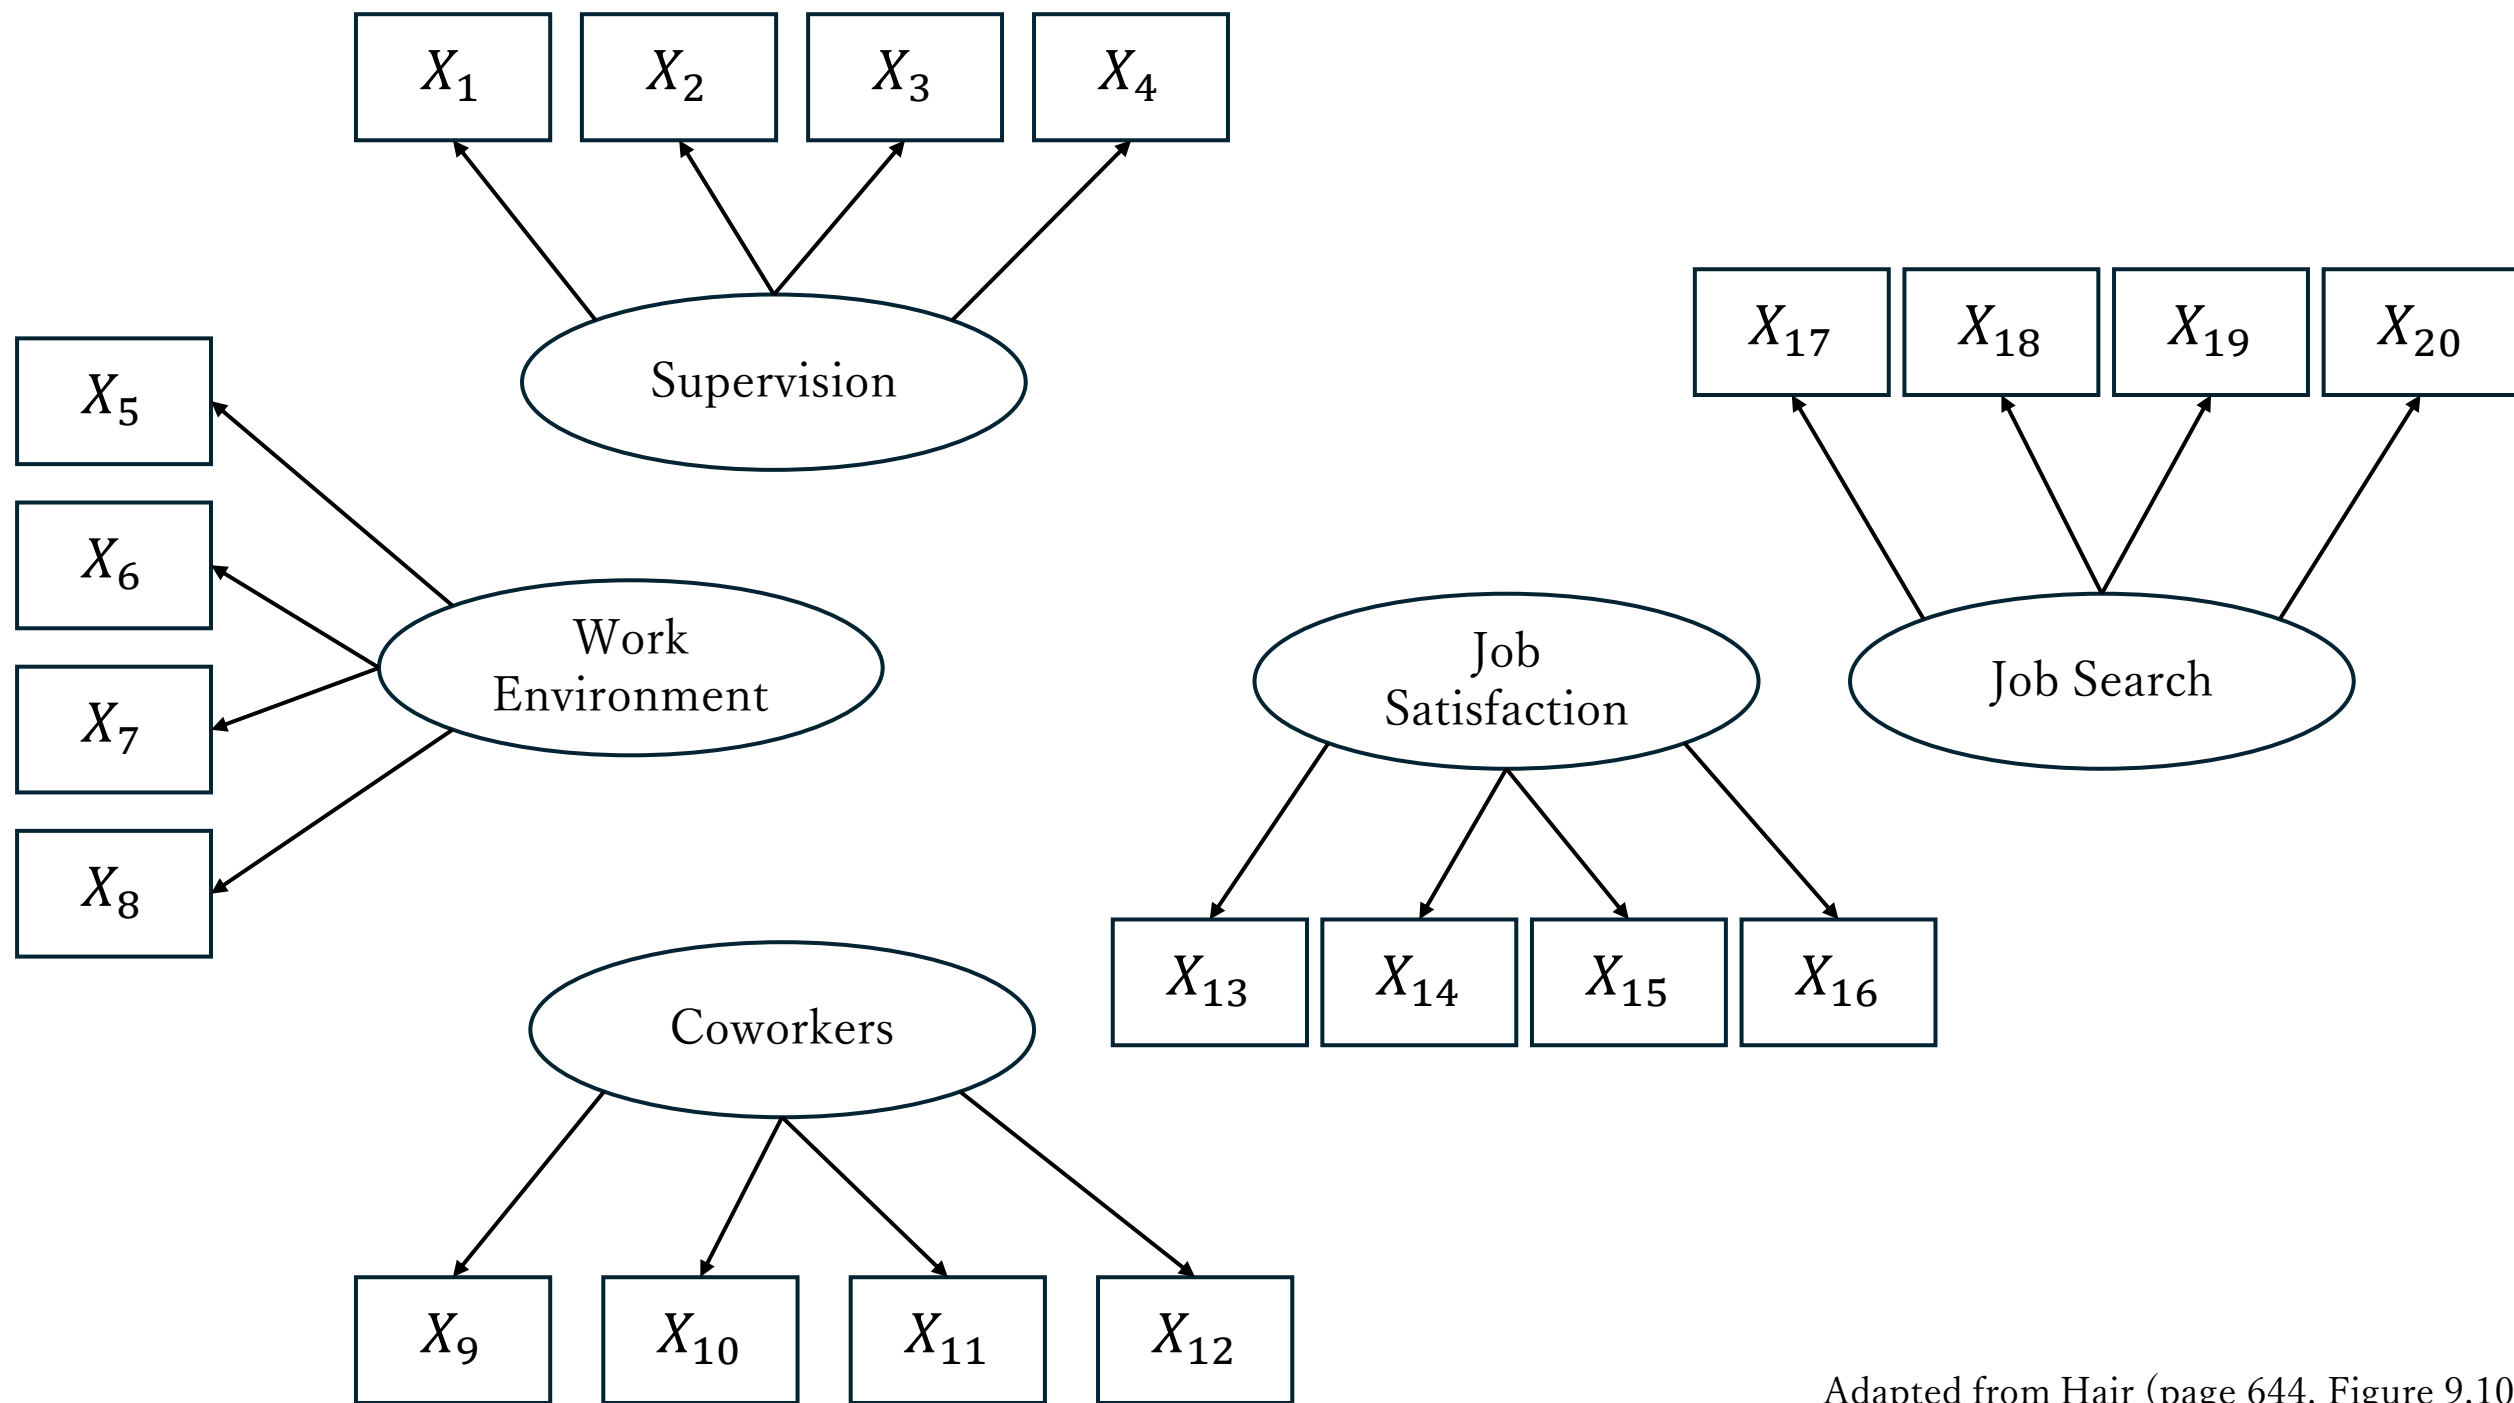 X₁ X₂ X₃ X₄
Supervision
X₅
X₆
X₇
X₈
Work
Environment
Coworkers
X₉ X₁₀ X₁₁ X₁₂
X₁₇ X₁₈ X₁₉ X₂₀
Job
Satisfaction
Job Search
X₁₃ X₁₄ X₁₅ X₁₆
Adapted from Hair (page 644, Figure 9.10